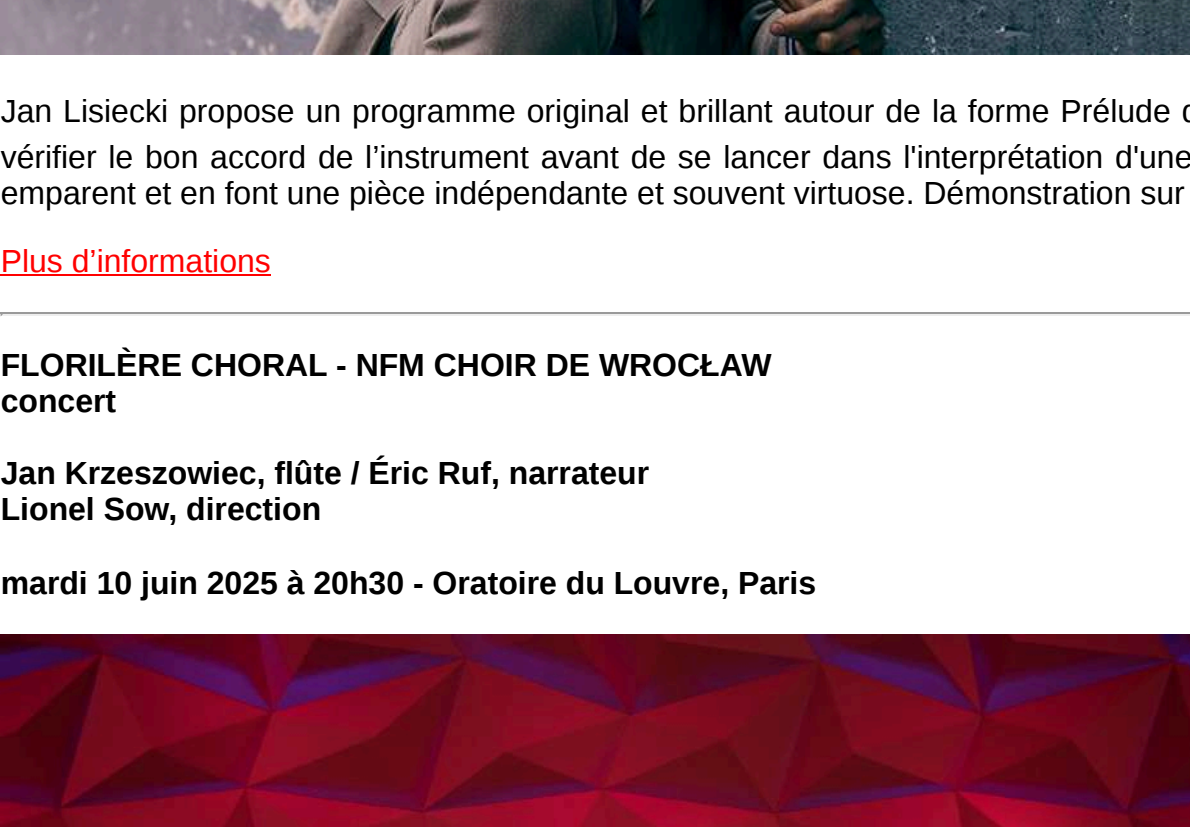 Jan Lisiecki propose un programme original et brillant autour de la forme Prélude
vérifier le bon accord de l’instrument avant de se lancer dans l'interprétation d'une
emparent et en font une pièce indépendante et souvent virtuose. Démonstration sur
Plus d’informations
FLORILÈRE CHORAL - NFM CHOIR DE WROCŁAW
concert
Jan Krzeszowiec, flûte / Éric Ruf, narrateur
Lionel Sow, direction
mardi 10 juin 2025 à 20h30 - Oratoire du Louvre, Paris